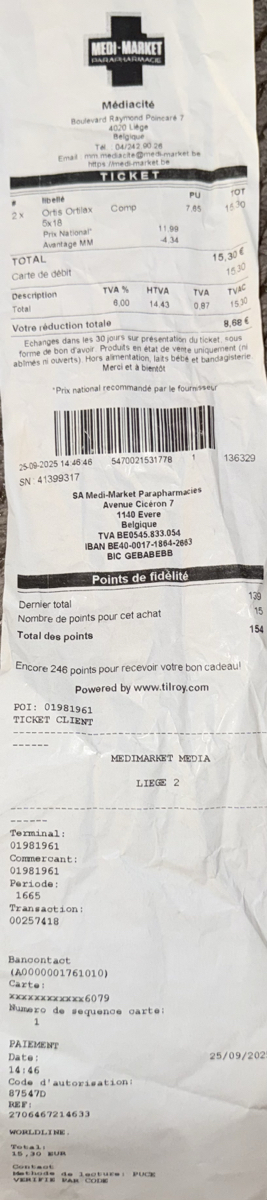 MEDI-MARKET
PARAPHARMACIE
Médiacité
Boulevard Raymond Poincaré 7
4020 Liège
Belgique
Tel. 04/242 90 26
Email mm.mediacite@medi-market.be
https //medi-market.be
TICKET
# libellé PU TOT
2 x Ortis Ortilax Comp 7.65 15.30
6x18
Prix National* 11.99
Avantage MM -4.34
TOTAL 15,30 €
Carte de débit 15.30
Description TVA % HTVA TVA TVAC
Total 6,00 14.43 0.87 15.30
Votre réduction totale 8,68 €
Echanges dans les 30 jours sur présentation du ticket, sous
forme de bon d'avoir. Produits en état de vente uniquement (ni
abîmés ni ouverts). Hors alimentation, laits bébé et bandagisterie.
Merci et à bientôt
*Prix national recommandé par le fournisseur
25-09-2025 14:46:46 5470021531778 1 136329
SN: 41399317
SA Medi-Market Parapharmacies
Avenue Cicéron 7
1140 Evere
Belgique
TVA BE0545.833.054
IBAN BE40-0017-1864-2663
BIC GEBABEBB
Points de fidélité
Dernier total 139
Nombre de points pour cet achat 15
Total des points 154
Encore 246 points pour recevoir votre bon cadeau!
Powered by www.tilroy.com
POI: 01981961
TICKET CLIENT
MEDIMARKET MEDIA
LIEGE 2
Terminal:
01981961
Commercant:
01981961
Periode:
1665
Transaction:
00257418
Bancontact
(A0000001761010)
Carte:
xxxxxxxxxxxx6079
Numero de sequence carte:
1
PAIEMENT
Date: 25/09/202
14:46
Code d'autorisation:
87547D
REF:
2706467214633
WORLDLINE.
Total:
15,30 EUR
Contact
Methode de lecture: PUCE
VERIFIE PAR CODE